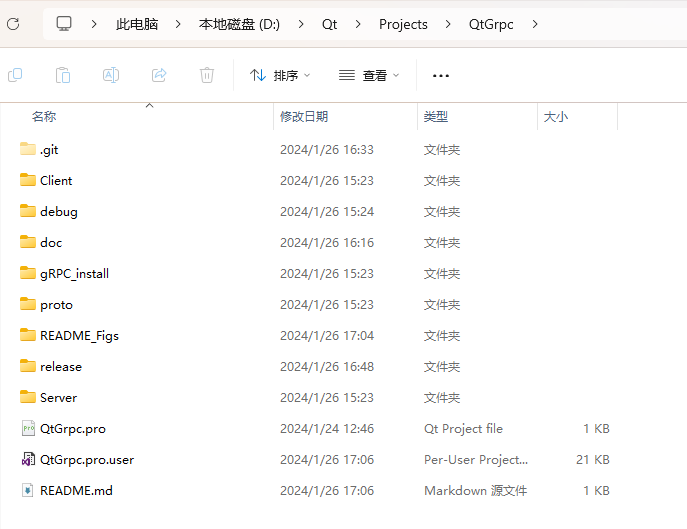 此电脑 > 本地磁盘 (D:) > Qt > Projects > QtGrpc >
排序 查看 ...
名称 修改日期 类型 大小
.git 2024/1/26 16:33 文件夹
Client 2024/1/26 15:23 文件夹
debug 2024/1/26 15:24 文件夹
doc 2024/1/26 16:16 文件夹
gRPC_install 2024/1/26 15:23 文件夹
proto 2024/1/26 15:23 文件夹
README_Figs 2024/1/26 17:04 文件夹
release 2024/1/26 16:48 文件夹
Server 2024/1/26 15:23 文件夹
QtGrpc.pro 2024/1/24 12:46 Qt Project file 1 KB
QtGrpc.pro.user 2024/1/26 17:06 Per-User Project... 21 KB
README.md 2024/1/26 17:06 Markdown 源文件 1 KB